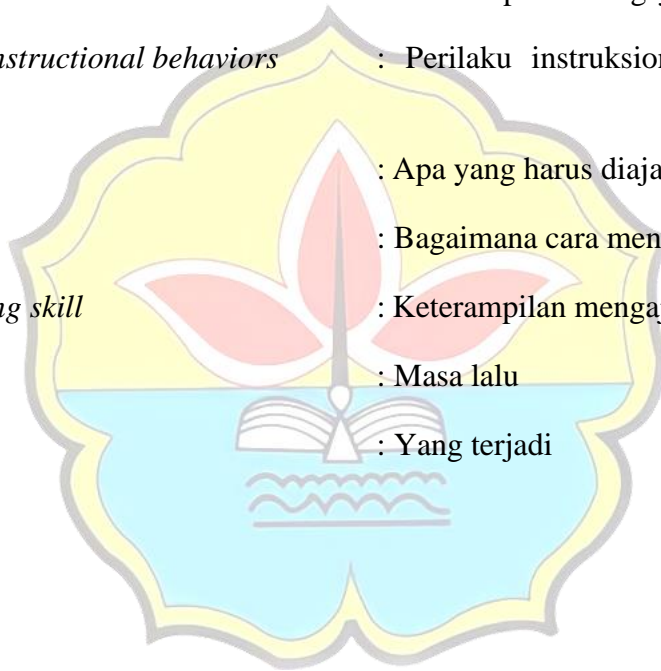 nstructional behaviors : Perilaku instruksion
: Apa yang harus diaja
: Bagaimana cara men
ng skill : Keterampilan mengaj
: Masa lalu
: Yang terjadi